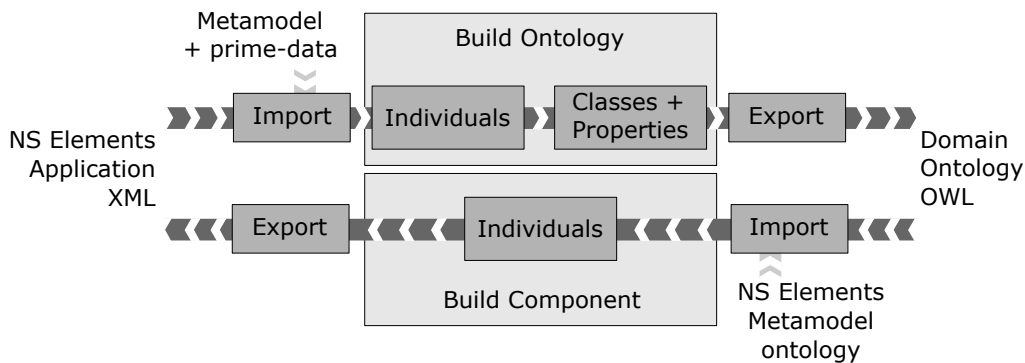 Metamodel
+ prime-data
Build Ontology
Import
Individuals
Classes +
Properties
Export
NS Elements
Application
XML
Domain
Ontology
OWL
Export
Individuals
Import
Build Component
NS Elements
Metamodel
ontology